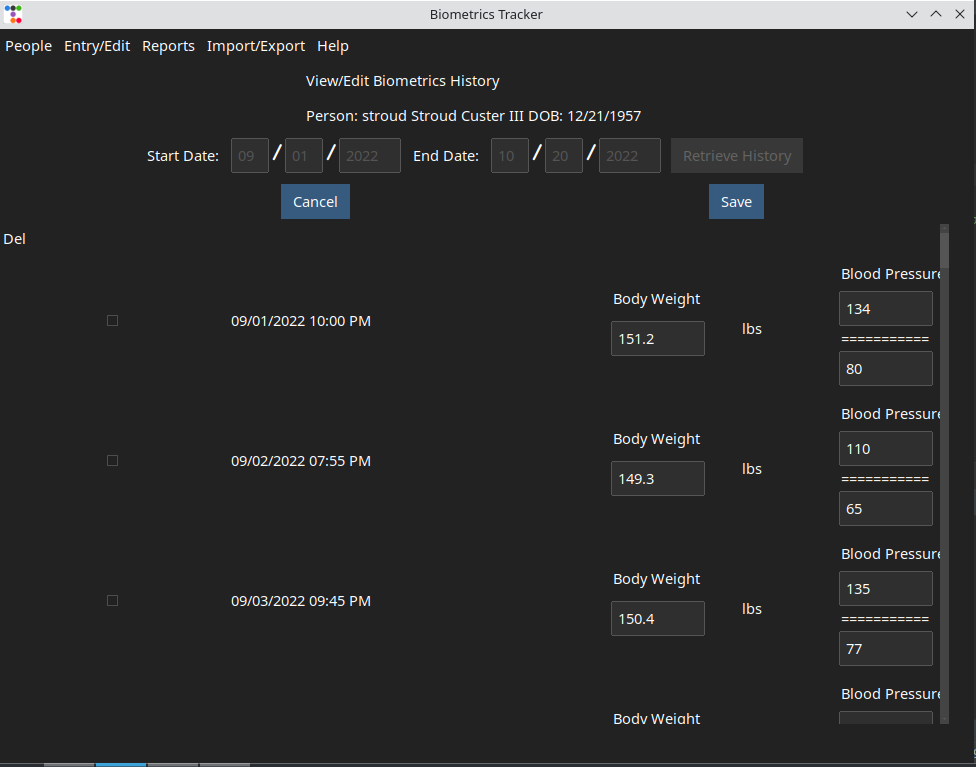 Biometrics Tracker
People Entry/Edit Reports Import/Export Help
View/Edit Biometrics History
Person: stroud Stroud Custer III DOB: 12/21/1957
Start Date: 09 / 01 / 2022 End Date: 10 / 20 / 2022 Retrieve History
Cancel Save
Del
Blood Pressure
Body Weight
134
09/01/2022 10:00 PM 151.2 lbs
===========
80
Blood Pressure
Body Weight
110
09/02/2022 07:55 PM 149.3 lbs
===========
65
Blood Pressure
Body Weight
135
09/03/2022 09:45 PM 150.4 lbs
===========
77
Blood Pressure
Body Weight